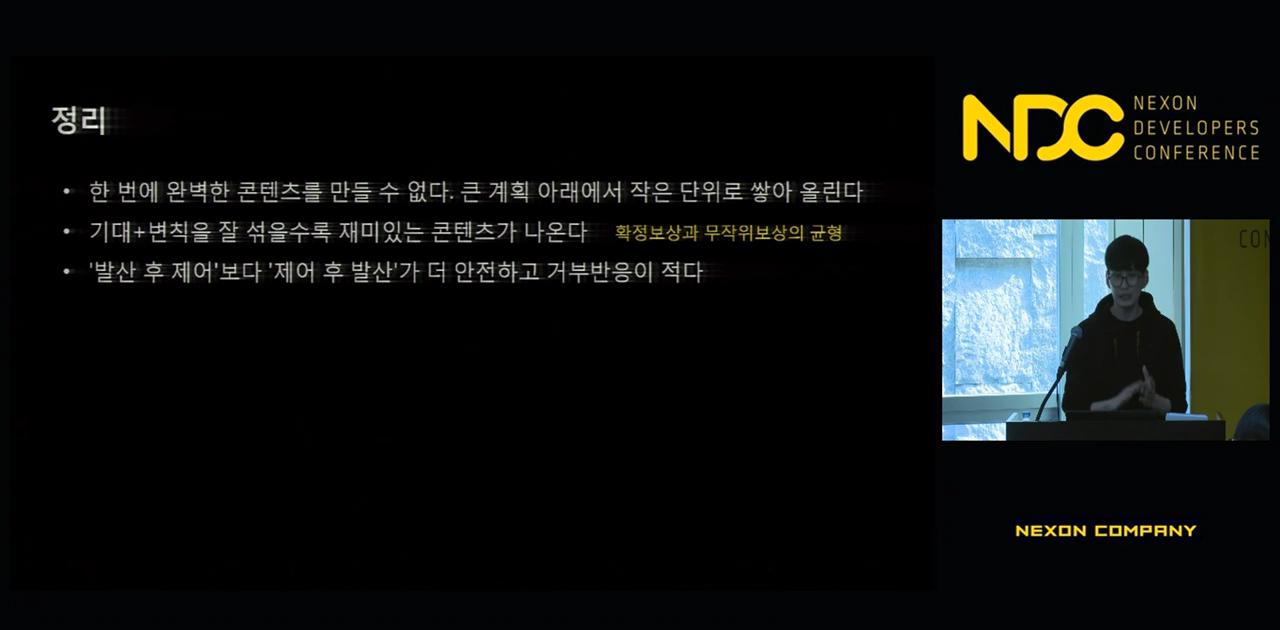 정리
• 한 번에 완벽한 콘텐츠를 만들 수 없다. 큰 계획 아래에서 작은 단위로 쌓아 올린다
• 기대+변칙을 잘 섞을수록 재미있는 콘텐츠가 나온다 확정보상과 무작위보상의 균형
• '발산 후 제어'보다 '제어 후 발산'가 더 안전하고 거부반응이 적다
NDC
NEXON
DEVELOPERS
CONFERENCE
CON
NEXON COMPANY